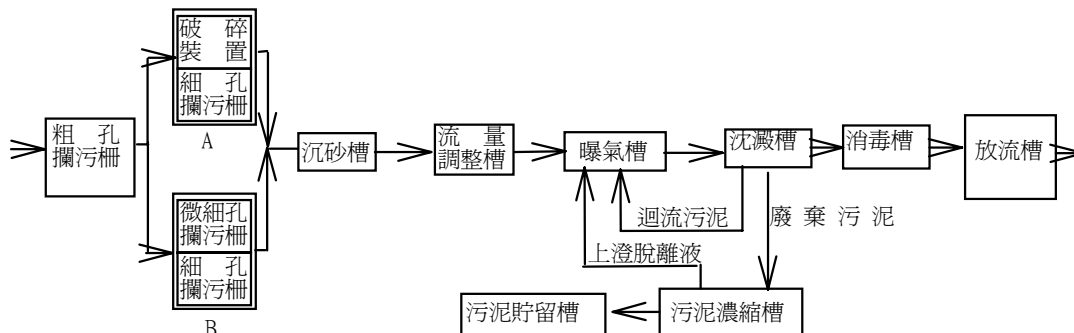 破 碎
裝 置
細 孔
攔污柵
A
粗 孔
攔污柵
沉砂槽
流 量
調整槽
曝氣槽
沈澱槽
消毒槽
放流槽
微細孔
攔污柵
細 孔
攔污柵
B
迴流污泥
廢 棄 污 泥
上澄脫離液
污泥貯留槽
污泥濃縮槽